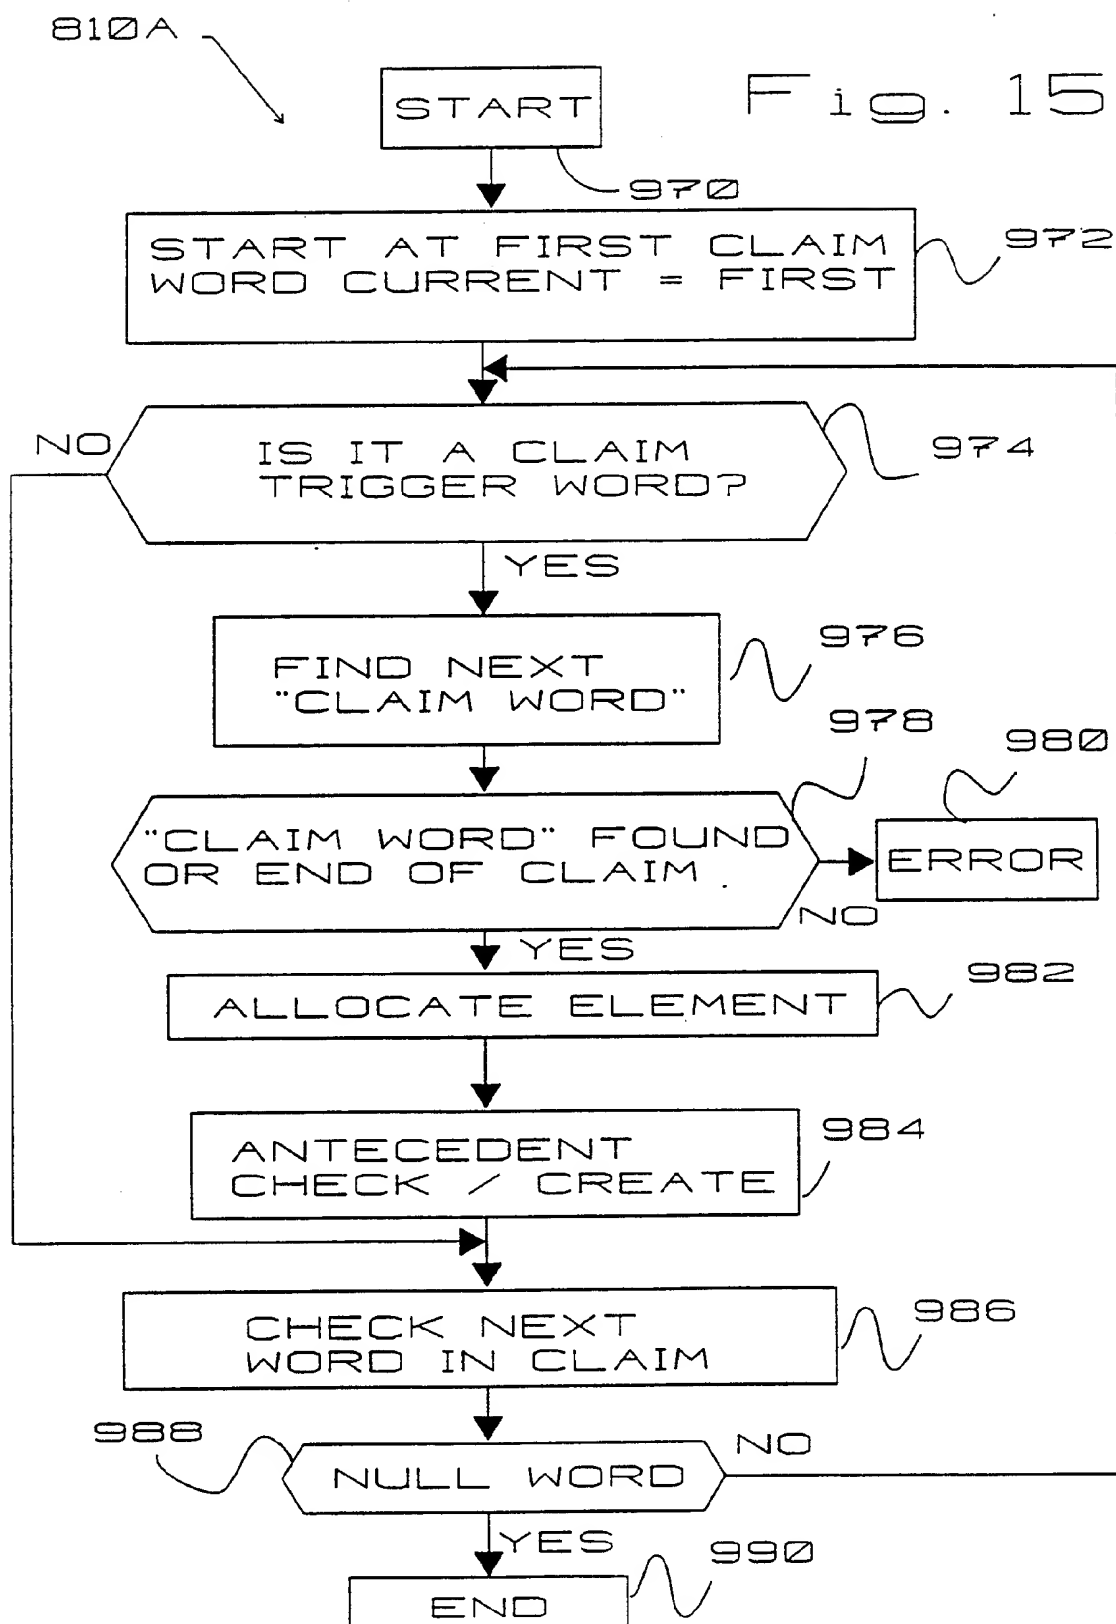 810A
Fig. 15
START
970
START AT FIRST CLAIM
WORD CURRENT = FIRST
972
NO
IS IT A CLAIM
TRIGGER WORD?
974
YES
FIND NEXT
"CLAIM WORD"
976
978
980
"CLAIM WORD" FOUND
OR END OF CLAIM
ERROR
NO
YES
982
ALLOCATE ELEMENT
984
ANTECEDENT
CHECK / CREATE
986
CHECK NEXT
WORD IN CLAIM
988
NO
NULL WORD
YES
990
END